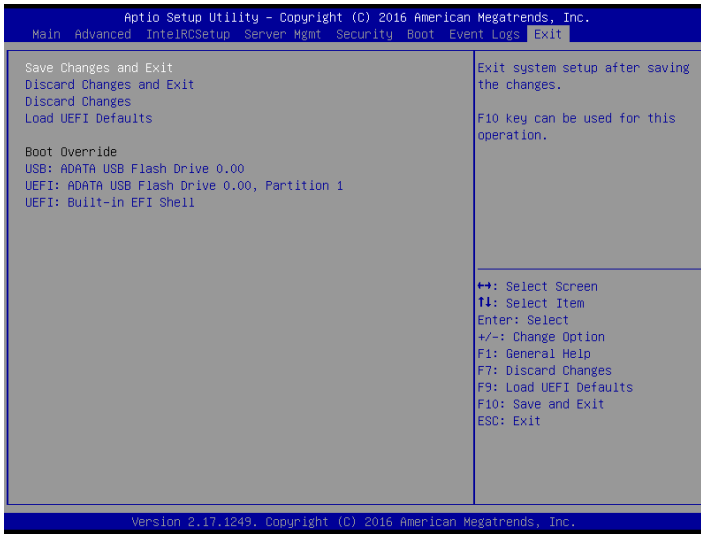 Aptio Setup Utility – Copyright (C) 2016 American Megatrends, Inc.
Main Advanced IntelRCSetup Server Mgmt Security Boot Event Logs Exit
Save Changes and Exit
Discard Changes and Exit
Discard Changes
Load UEFI Defaults
Boot Override
USB: ADATA USB Flash Drive 0.00
UEFI: ADATA USB Flash Drive 0.00, Partition 1
UEFI: Built-in EFI Shell
Exit system setup after saving
the changes.
F10 key can be used for this
operation.
↔: Select Screen
↑↓: Select Item
Enter: Select
+/-: Change Option
F1: General Help
F7: Discard Changes
F9: Load UEFI Defaults
F10: Save and Exit
ESC: Exit
Version 2.17.1249. Copyright (C) 2016 American Megatrends, Inc.